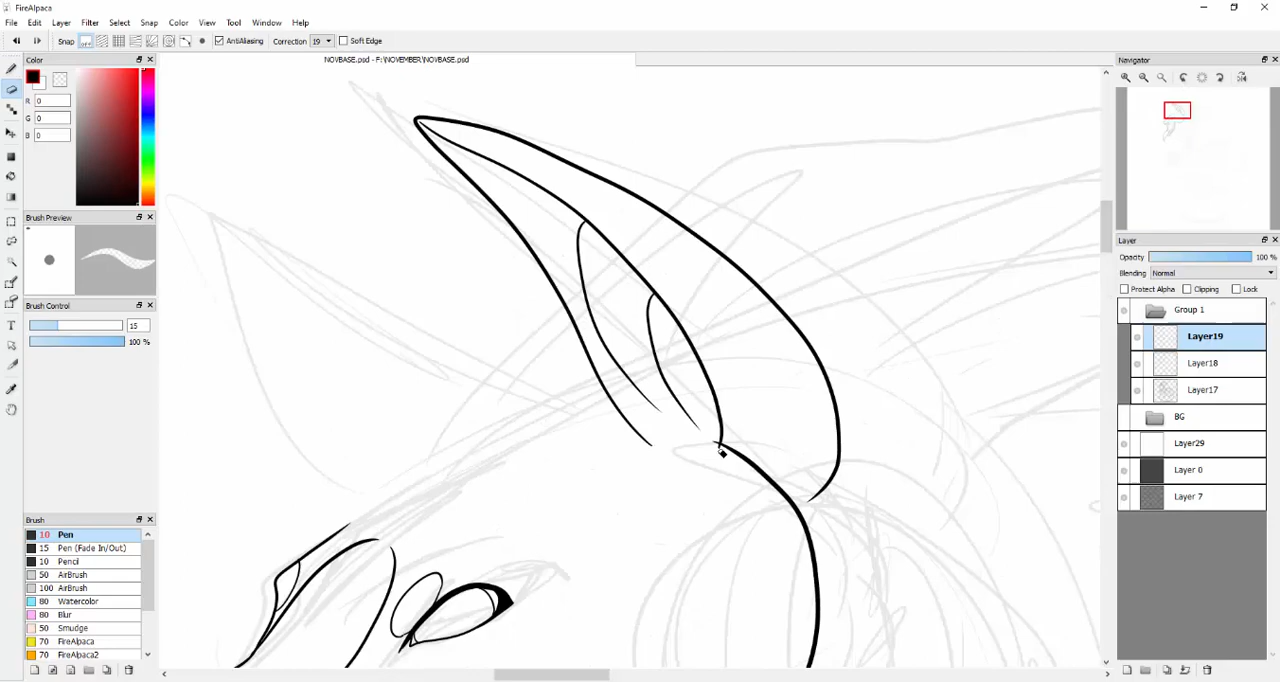 FireAlpaca
File Edit Layer Filter Select Snap Color View Tool Window Help
Snap OFF AntiAliasing Correction 19 Soft Edge
Color
NOVBASE.psd - F:\NOVEMBER\NOVBASE.psd
Navigator
R 0
G 0
B 0
Brush Preview
Layer
Opacity 100 %
Blending Normal
Protect Alpha Clipping Lock
Brush Control
15
100 %
Group 1
Layer19
Layer18
Layer17
BG
Layer29
Layer 0
Layer 7
Brush
10 Pen
15 Pen (Fade In/Out)
10 Pencil
50 AirBrush
100 AirBrush
80 Watercolor
80 Blur
50 Smudge
70 FireAlpaca
70 FireAlpaca2